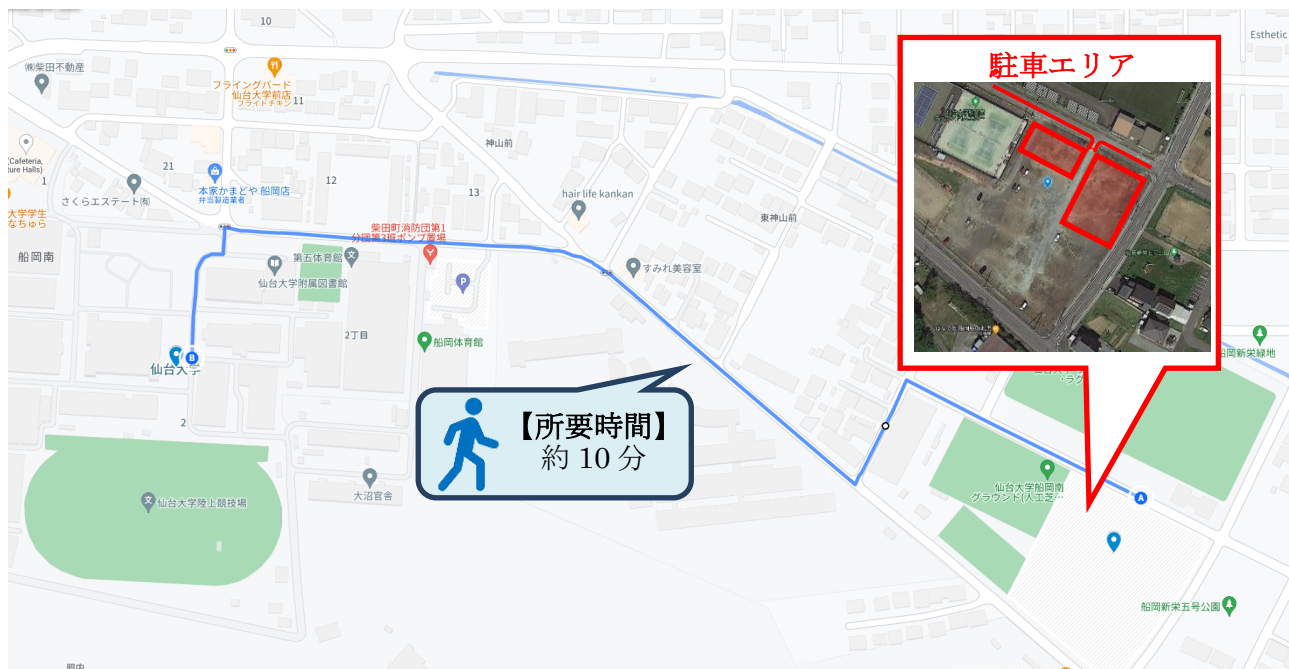 10
Esthetic
㈱柴田不動産
フライングバード
仙台大学前店
フライドチキン
11
駐車エリア
神山前
(Cafeteria,
ture Halls)
1
21
12
13
本家かまどや 船岡店
弁当製造業者
さくらエステート㈲
hair life kankan
大学学生
なちゅら
東神山前
柴田町消防団第1
分団第3班ポンプ置場
船岡南
第五体育館
文
仙台大学附属図書館
P
すみれ美容室
2丁目
船岡体育館
B
仙台大学
船岡新栄緑地
ラグ
【所要時間】
約 10 分
2
大沼官舎
文
仙台大学陸上競技場
仙台大学船岡南
グラウンド(人工芝…
A
船岡新栄五号公園